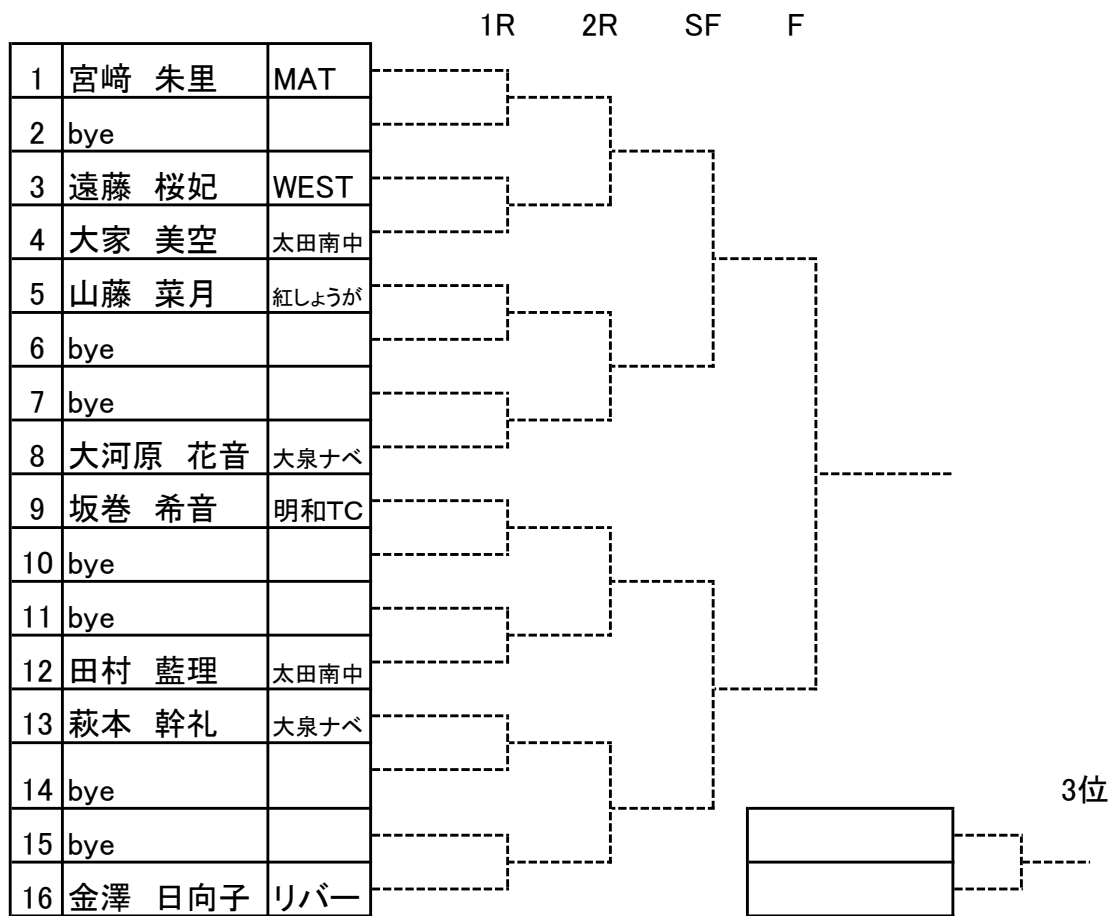 1R 2R SF F
1 宮﨑 朱里 MAT
2 bye
3 遠藤 桜妃 WEST
4 大家 美空 太田南中
5 山藤 菜月 紅しょうが
6 bye
7 bye
8 大河原 花音 大泉ナベ
9 坂巻 希音 明和TC
10 bye
11 bye
12 田村 藍理 太田南中
13 萩本 幹礼 大泉ナベ
14 bye
3位
15 bye
16 金澤 日向子 リバー